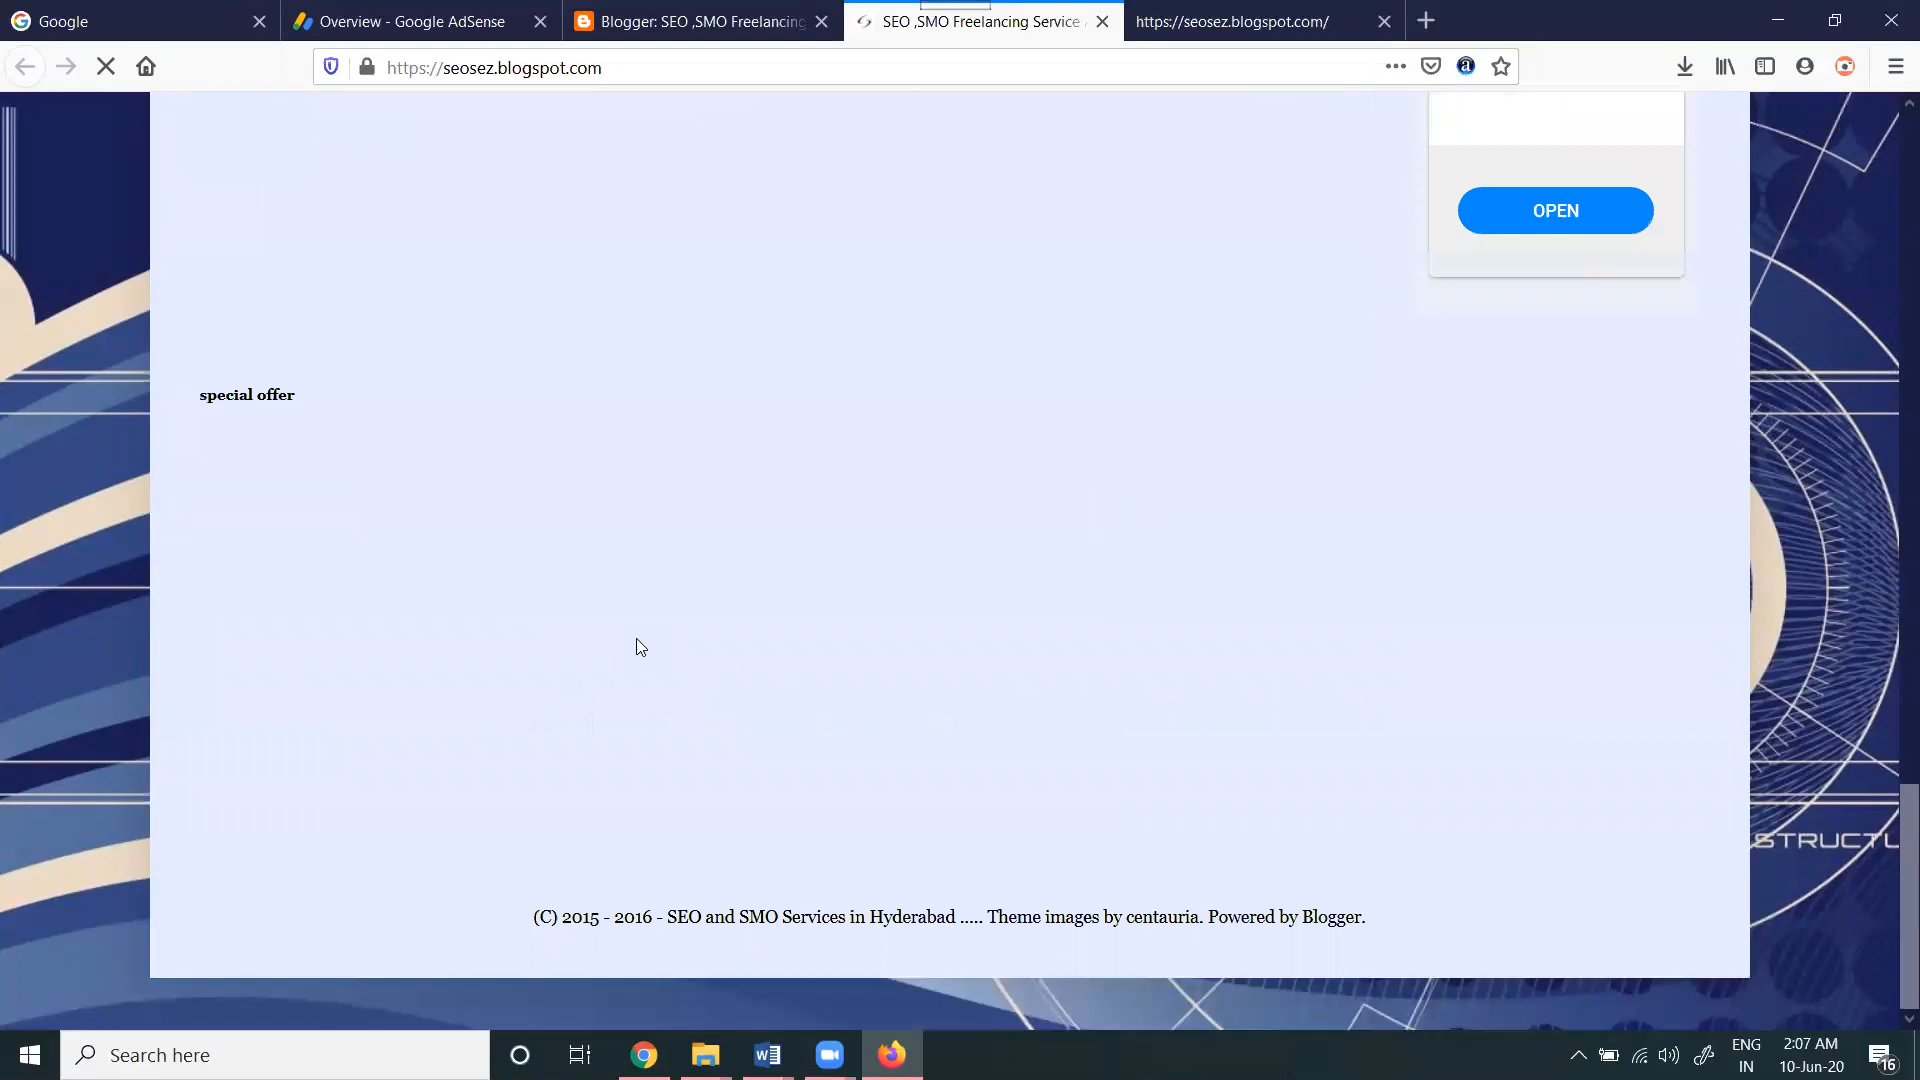 Google
Overview - Google AdSense
Blogger: SEO ,SMO Freelancing
SEO ,SMO Freelancing Service
https://seosez.blogspot.com/
https://seosez.blogspot.com
OPEN
special offer
STRUCTU
(C) 2015 - 2016 - SEO and SMO Services in Hyderabad ..... Theme images by centauria. Powered by Blogger.
Search here
ENG
IN
2:07 AM
10-Jun-20
16